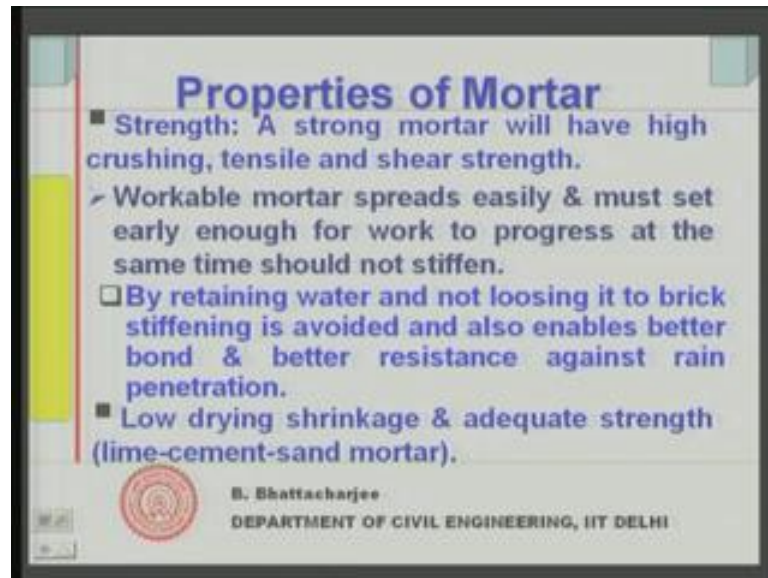 Properties of Mortar
Strength: A strong mortar will have high
crushing, tensile and shear strength.
Workable mortar spreads easily & must set
early enough for work to progress at the
same time should not stiffen.
By retaining water and not loosing it to brick
stiffening is avoided and also enables better
bond & better resistance against rain
penetration.
Low drying shrinkage & adequate strength
(lime-cement-sand mortar).
B. Bhattacharjee
DEPARTMENT OF CIVIL ENGINEERING, IIT DELHI